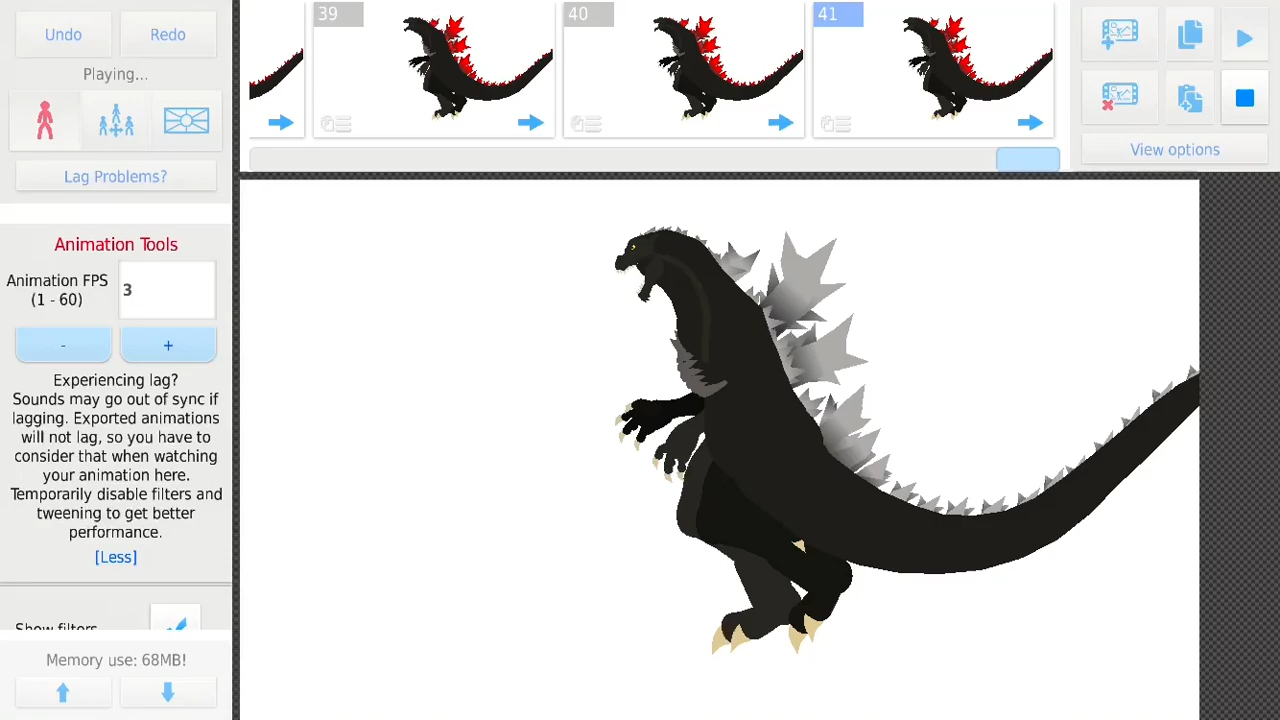 Undo
Redo
Playing...
Lag Problems?
39
40
41
View options
Animation Tools
Animation FPS
(1 - 60)
3
-
+
Experiencing lag?
Sounds may go out of sync if
lagging. Exported animations
will not lag, so you have to
consider that when watching
your animation here.
Temporarily disable filters and
tweening to get better
performance.
[Less]
Show filters
Memory use: 68MB!